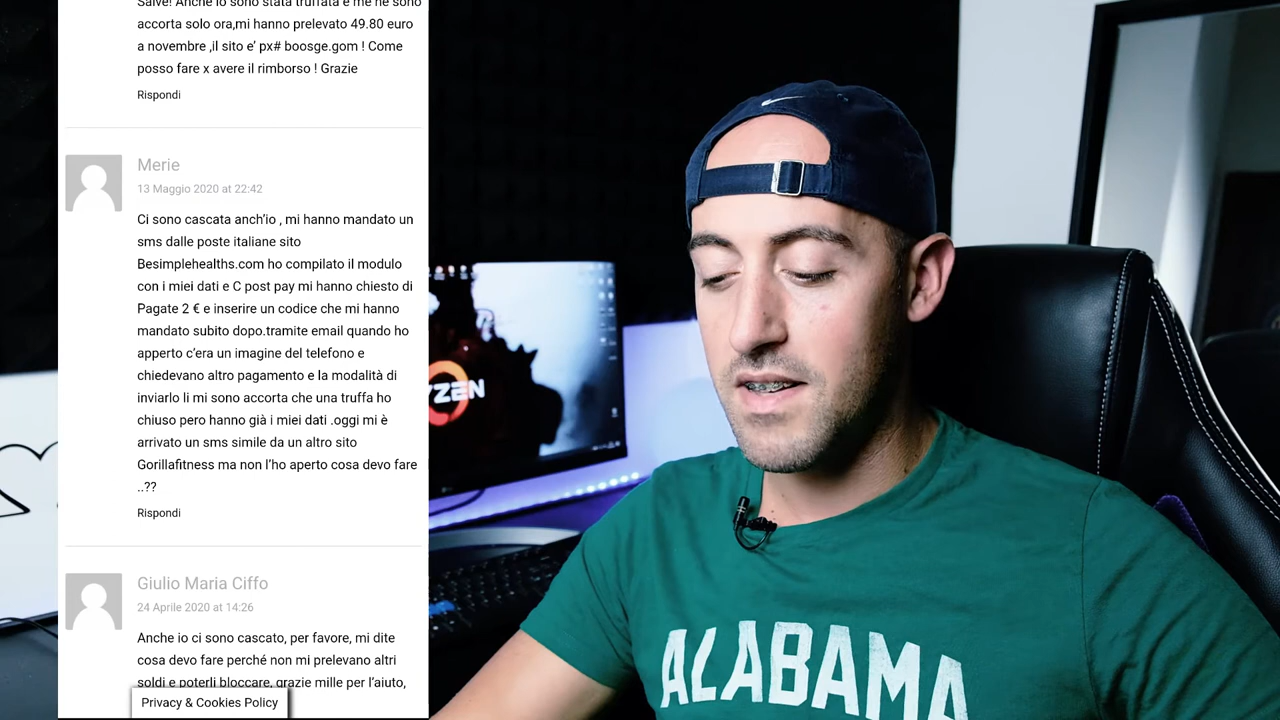 Salve! Anche io sono stata truffata e me ne sono
accorta solo ora,mi hanno prelevato 49.80 euro
a novembre ,il sito e’ px# boosge.gom ! Come
posso fare x avere il rimborso ! Grazie
Rispondi
Merie
13 Maggio 2020 at 22:42
Ci sono cascata anch’io , mi hanno mandato un
sms dalle poste italiane sito
Besimplehealths.com ho compilato il modulo
con i miei dati e C post pay mi hanno chiesto di
Pagate 2 € e inserire un codice che mi hanno
mandato subito dopo.tramite email quando ho
apperto c’era un imagine del telefono e
chiedevano altro pagamento e la modalità di
inviarlo li mi sono accorta che una truffa ho
chiuso pero hanno già i miei dati .oggi mi è
arrivato un sms simile da un altro sito
Gorillafitness ma non l’ho aperto cosa devo fare
..??
Rispondi
Giulio Maria Ciffo
24 Aprile 2020 at 14:26
Anche io ci sono cascato, per favore, mi dite
cosa devo fare perché non mi prelevano altri
soldi e poterli bloccare, grazie mille per l’aiuto,
Privacy & Cookies Policy
YZEN
ALABAMA